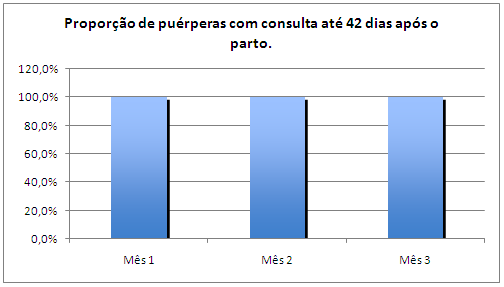 Proporção de puérperas com consulta até 42 dias após o
parto.
120,0%
100,0%
80,0%
60,0%
40,0%
20,0%
0,0%
Mês 1 Mês 2 Mês 3